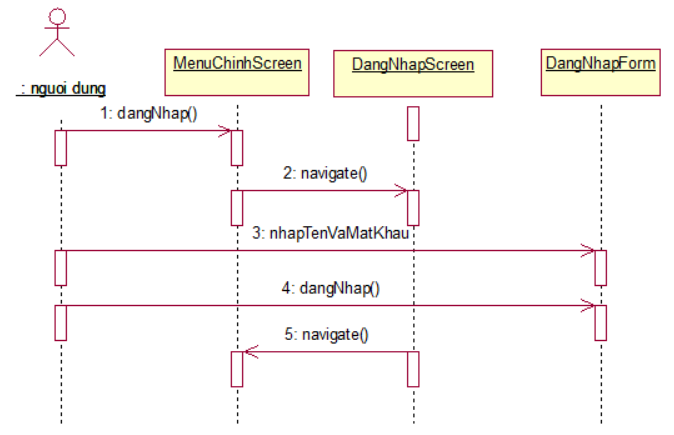 : nguoi dung
MenuChinhScreen
DangNhapScreen
DangNhapForm
1: dangNhap()
2: navigate()
3: nhapTenVaMatKhau
4: dangNhap()
5: navigate()